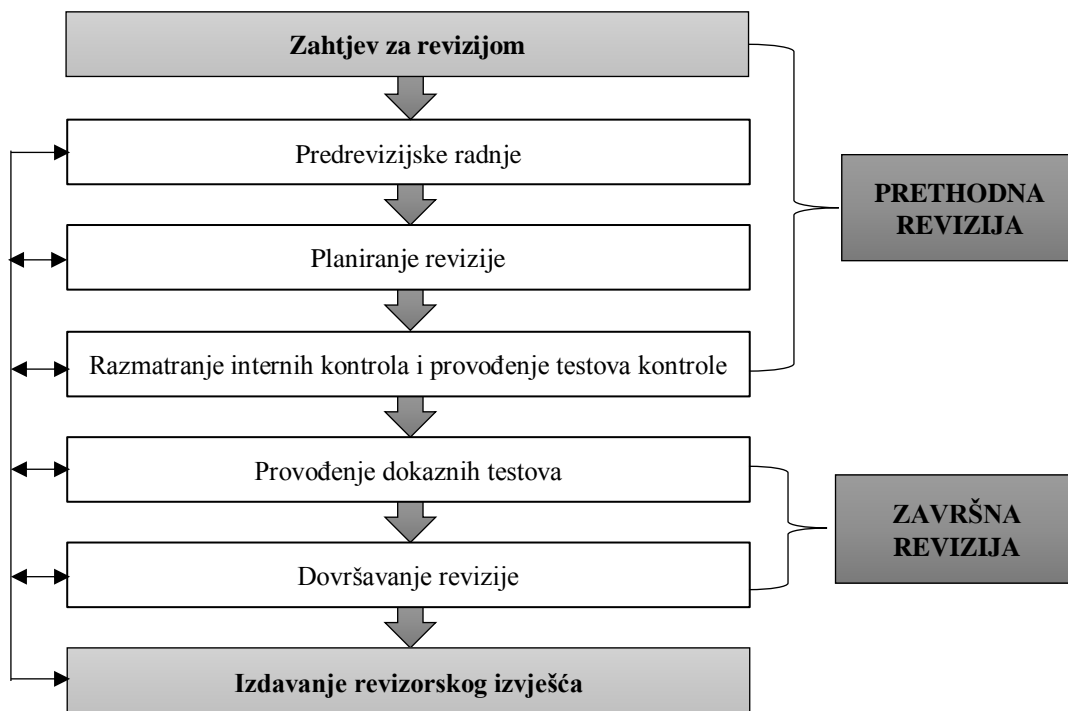 Zahtjev za revizijom
Predrevizijske radnje
PRETHODNA
REVIZIJA
Planiranje revizije
Razmatranje internih kontrola i provođenje testova kontrole
Provođenje dokaznih testova
ZAVRŠNA
REVIZIJA
Dovršavanje revizije
Izdavanje revizorskog izvješća